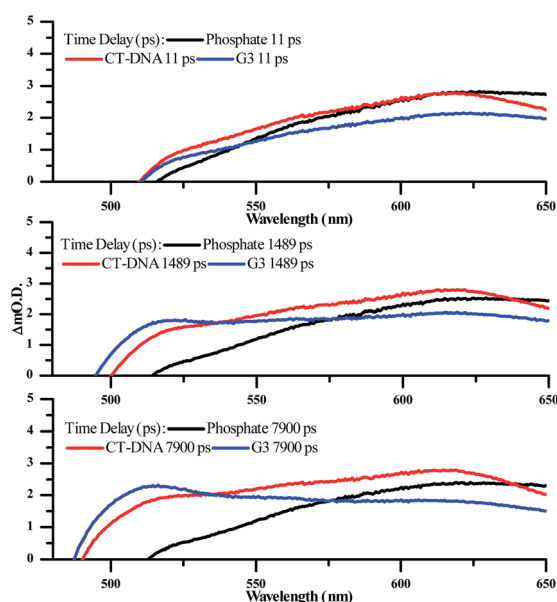 Time Delay (ps): Phosphate 11 ps
CT-DNA 11 ps G3 11 ps
5
4
3
2
1
0
500 550 600 650
Wavelength (nm)
Time Delay (ps): Phosphate 1489 ps
CT-DNA 1489 ps G3 1489 ps
ΔmO.D.
5
4
3
2
1
0
500 550 600 650
Wavelength (nm)
Time Delay (ps): Phosphate 7900 ps
CT-DNA 7900 ps G3 7900 ps
5
4
3
2
1
0
500 550 600 650
Wavelength (nm)